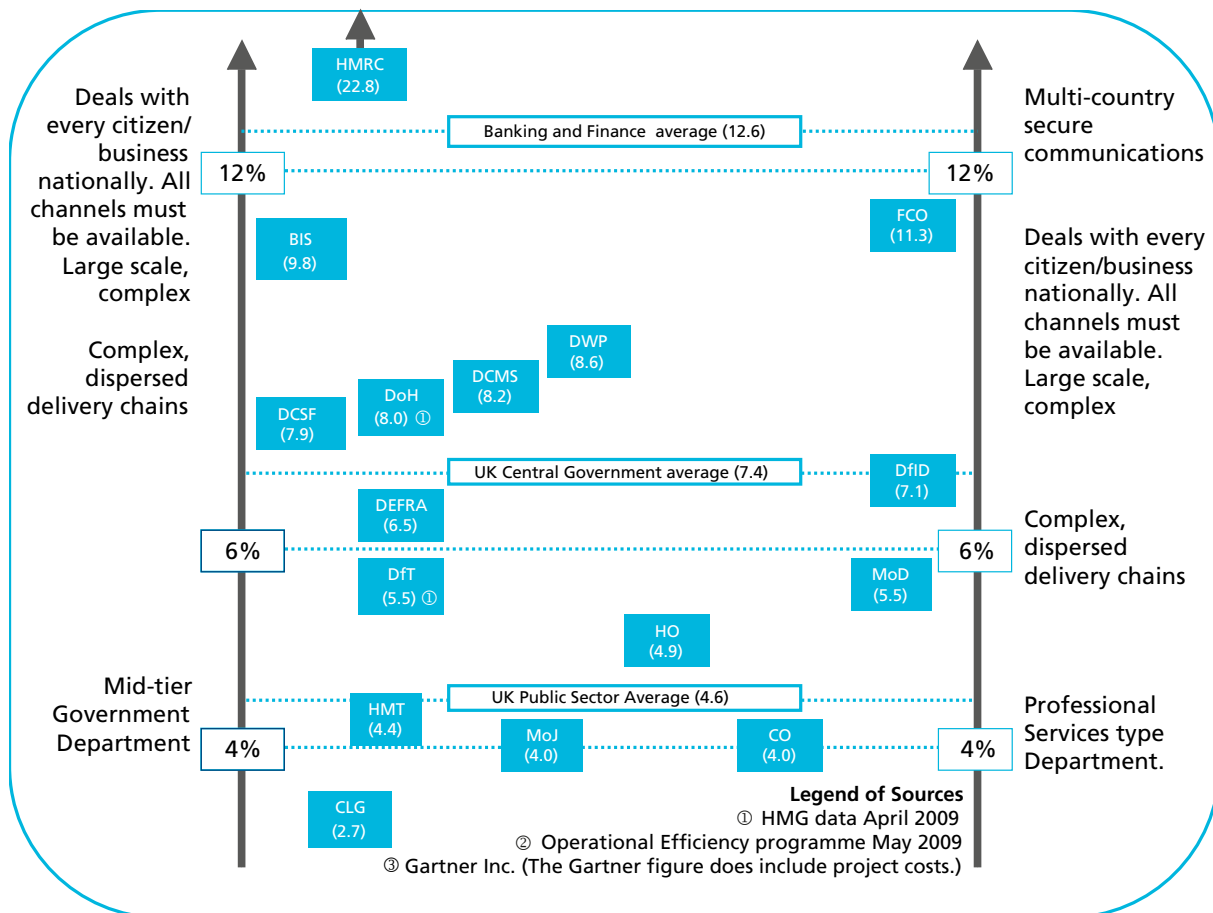 HMRC
(22.8)
Deals with
every citizen/
business
nationally. All
channels must
be available.
Large scale,
complex
Complex,
dispersed
delivery chains
Mid-tier
Government
Department
Banking and Finance average (12.6)
12%
12%
BIS
(9.8)
FCO
(11.3)
DWP
(8.6)
DCMS
(8.2)
DoH
(8.0) ①
DCSF
(7.9)
UK Central Government average (7.4)
DfID
(7.1)
DEFRA
(6.5)
6%
6%
DfT
(5.5) ①
MoD
(5.5)
HO
(4.9)
UK Public Sector Average (4.6)
HMT
(4.4)
4%
MoJ
(4.0)
CO
(4.0)
4%
CLG
(2.7)
Multi-country
secure
communications
Deals with every
citizen/business
nationally. All
channels must
be available.
Large scale,
complex
Complex,
dispersed
delivery chains
Professional
Services type
Department.
Legend of Sources
① HMG data April 2009
② Operational Efficiency programme May 2009
③ Gartner Inc. (The Gartner figure does include project costs.)